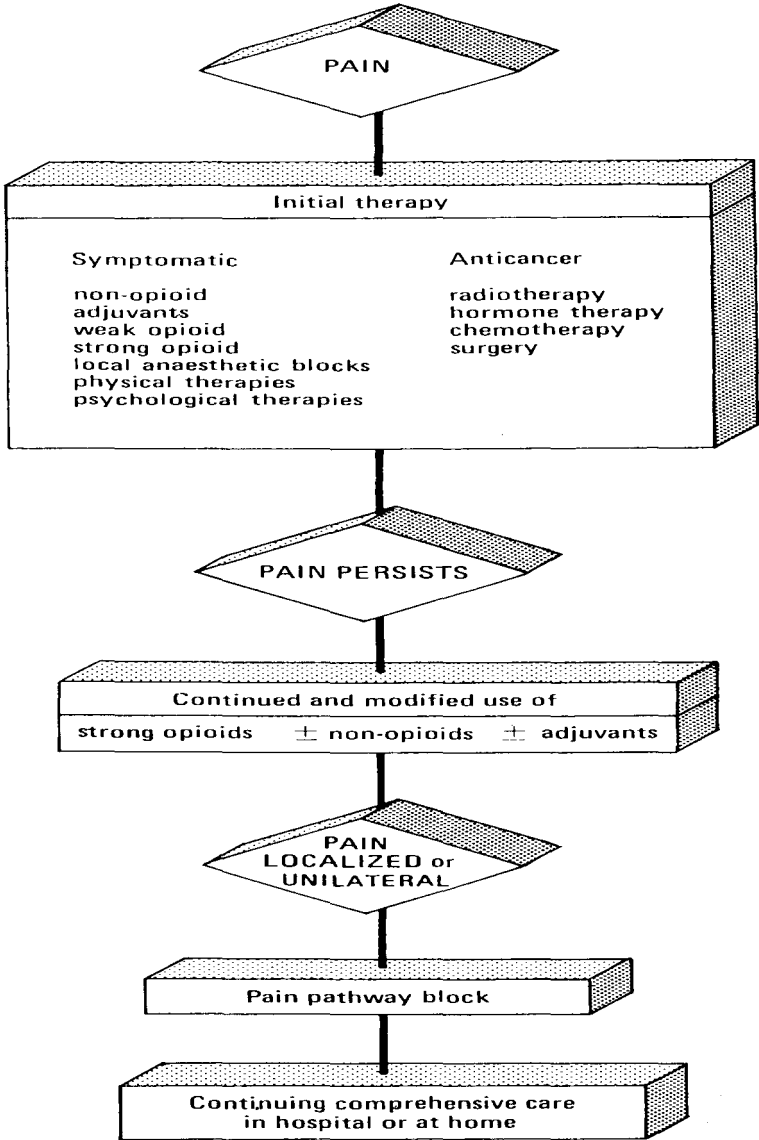 PAIN
Initial therapy
Symptomatic
non-opioid
adjuvants
weak opioid
strong opioid
local anaesthetic blocks
physical therapies
psychological therapies
Anticancer
radiotherapy
hormone therapy
chemotherapy
surgery
PAIN PERSISTS
Continued and modified use of
strong opioids ± non-opioids ± adjuvants
PAIN
LOCALIZED or
UNILATERAL
Pain pathway block
Continuing comprehensive care
in hospital or at home